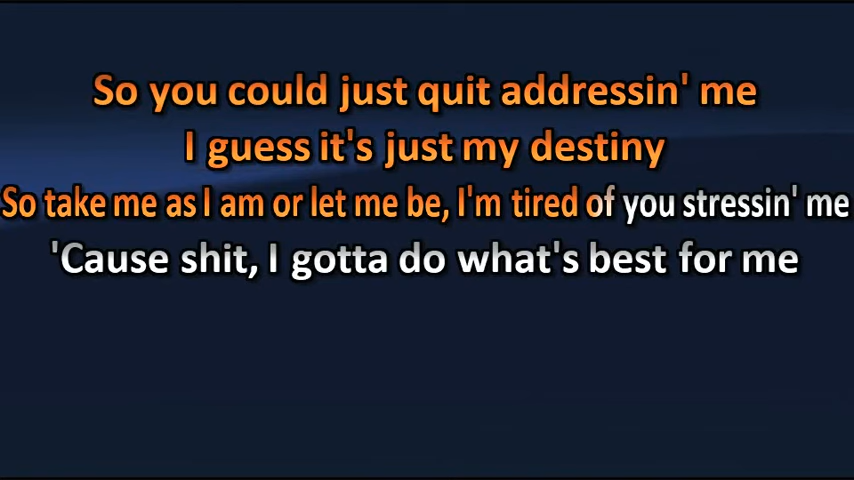 So you could just quit addressin' me
I guess it's just my destiny
So take me as I am or let me be, I'm tired of you stressin' me
'Cause shit, I gotta do what's best for me